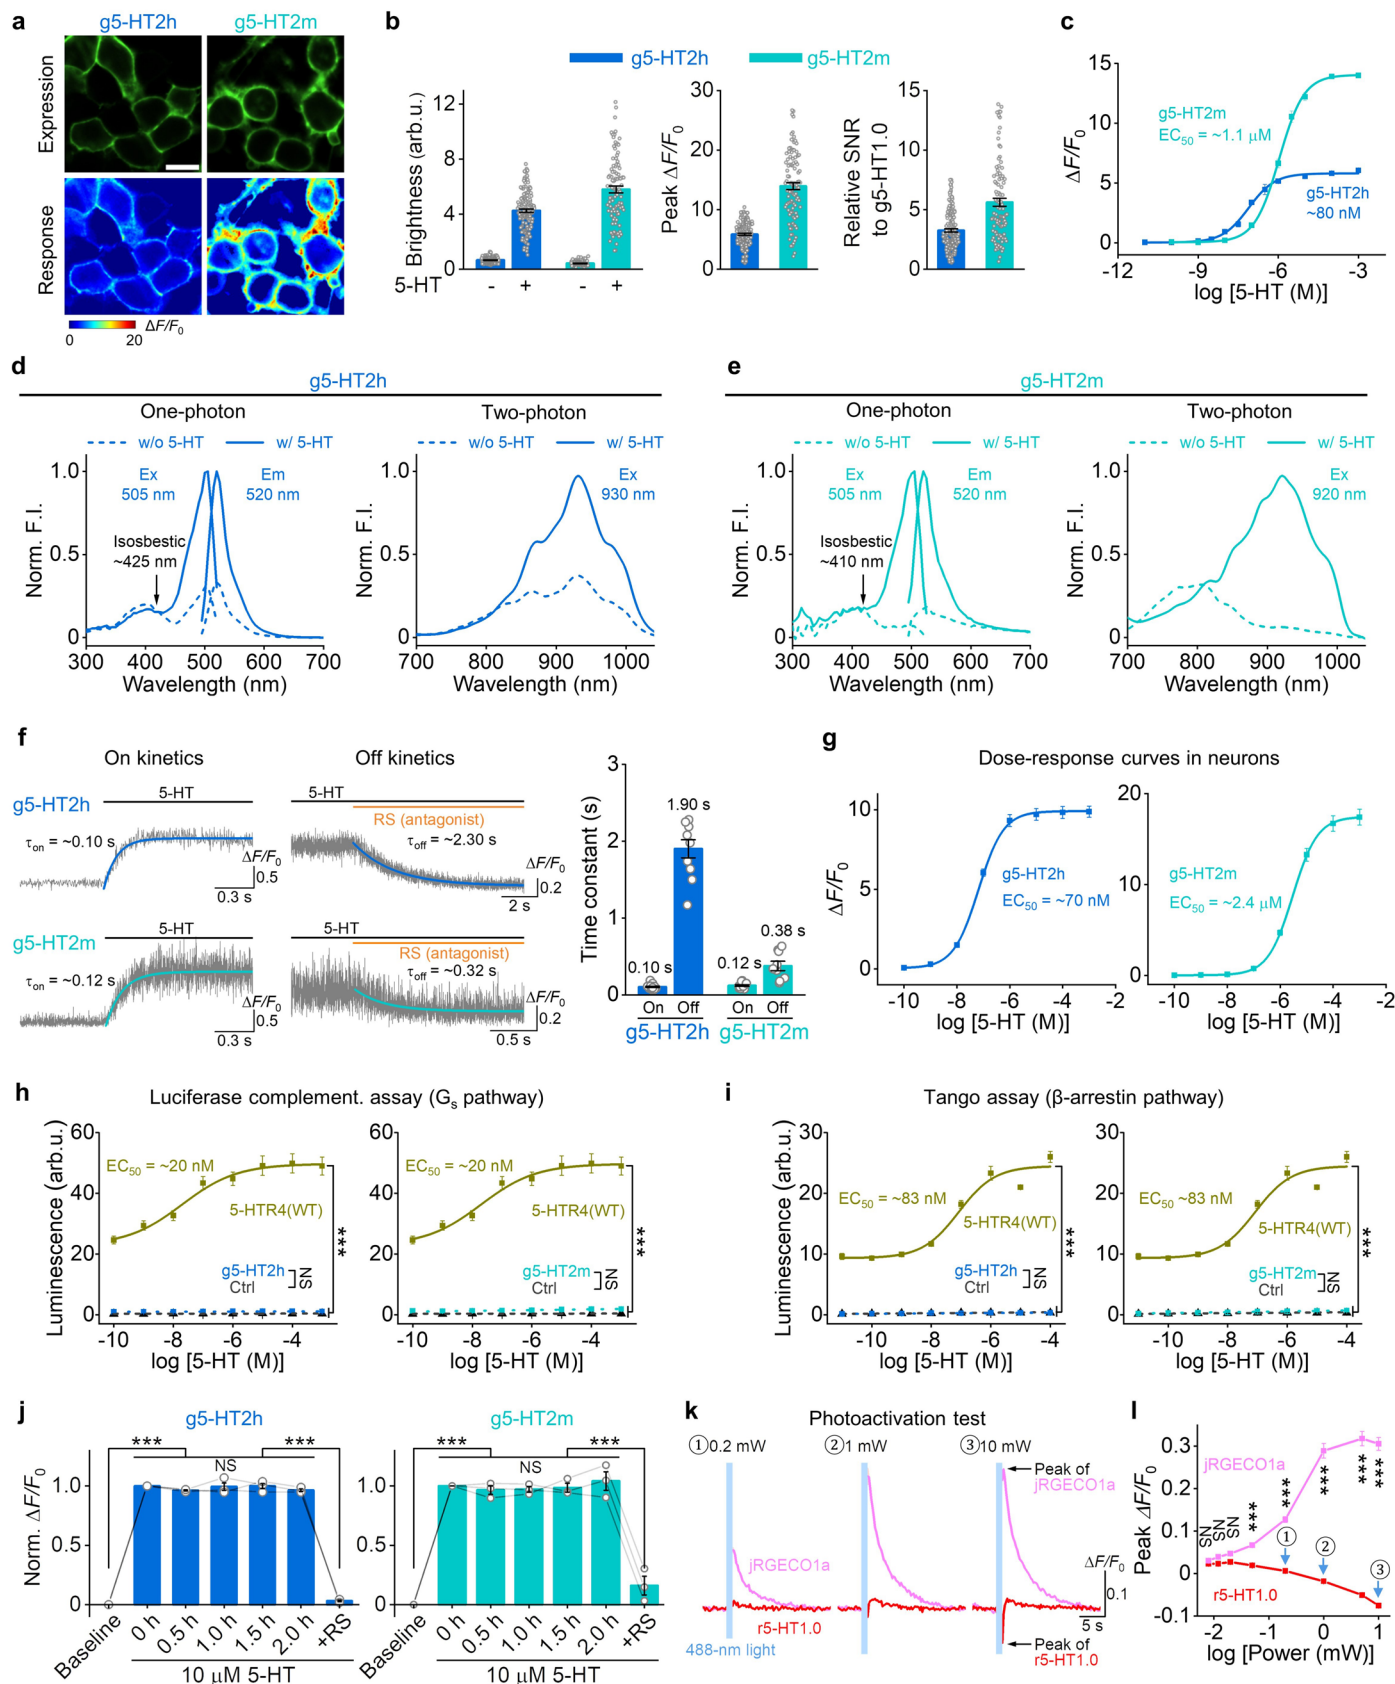 a
g5-HT2h
g5-HT2m
Expression
Response
0
20
ΔF/F0
b
g5-HT2h
g5-HT2m
Brightness (arb.u.)
12
8
4
0
5-HT
-
+
-
+
Peak ΔF/F0
30
20
10
0
Relative SNR
to g5-HT1.0
15
10
5
0
c
ΔF/F0
15
10
5
0
g5-HT2m
EC50 = ~1.1 μM
g5-HT2h
~80 nM
-12
-9
-6
-3
log [5-HT (M)]
d
g5-HT2h
One-photon
Two-photon
w/o 5-HT
w/ 5-HT
w/o 5-HT
w/ 5-HT
Norm. F.I.
1.0
0.5
0
Ex
505 nm
Em
520 nm
Isosbestic
~425 nm
300 400 500 600 700
Wavelength (nm)
Norm. F.I.
1.0
0.5
0
Ex
930 nm
700 800 900 1000
Wavelength (nm)
e
g5-HT2m
One-photon
Two-photon
w/o 5-HT
w/ 5-HT
w/o 5-HT
w/ 5-HT
Norm. F.I.
1.0
0.5
0
Ex
505 nm
Em
520 nm
Isosbestic
~410 nm
300 400 500 600 700
Wavelength (nm)
Norm. F.I.
1.0
0.5
0
Ex
920 nm
700 800 900 1000
Wavelength (nm)
f
On kinetics
Off kinetics
g5-HT2h
5-HT
τon = ~0.10 s
ΔF/F0
0.5
0.3 s
5-HT
RS (antagonist)
τoff = ~2.30 s
ΔF/F0
0.2
2 s
g5-HT2m
5-HT
τon = ~0.12 s
ΔF/F0
0.5
0.3 s
5-HT
RS (antagonist)
τoff = ~0.32 s
ΔF/F0
0.2
0.5 s
Time constant (s)
3
2
1
0
0.10 s
1.90 s
0.12 s
0.38 s
On
Off
On
Off
g5-HT2h
g5-HT2m
g
Dose-response curves in neurons
ΔF/F0
10
5
0
g5-HT2h
EC50 = ~70 nM
-10 -8 -6 -4 -2
log [5-HT (M)]
20
10
0
g5-HT2m
EC50 = ~2.4 μM
-10 -8 -6 -4 -2
log [5-HT (M)]
h
Luciferase complement. assay (Gs pathway)
Luminescence (arb.u.)
60
40
20
0
EC50 = ~20 nM
5-HTR4(WT)
g5-HT2h
Ctrl
NS
***
-10 -8 -6 -4
log [5-HT (M)]
60
40
20
0
EC50 = ~20 nM
5-HTR4(WT)
g5-HT2m
Ctrl
NS
***
-10 -8 -6 -4
log [5-HT (M)]
i
Tango assay (β-arrestin pathway)
Luminescence (arb.u.)
30
20
10
0
EC50 = ~83 nM
5-HTR4(WT)
g5-HT2h
Ctrl
NS
***
-10 -8 -6 -4
log [5-HT (M)]
30
20
10
0
EC50 ~83 nM
5-HTR4(WT)
g5-HT2m
Ctrl
NS
***
-10 -8 -6 -4
log [5-HT (M)]
j
g5-HT2h
Norm. ΔF/F0
1.0
0.5
0
***
NS
***
Baseline
0 h
0.5 h
1.0 h
1.5 h
2.0 h
+RS
10 μM 5-HT
g5-HT2m
1.0
0.5
0
***
NS
***
Baseline
0 h
0.5 h
1.0 h
1.5 h
2.0 h
+RS
10 μM 5-HT
k
Photoactivation test
1 0.2 mW
2 1 mW
3 10 mW
Peak of
jRGECO1a
jRGECO1a
r5-HT1.0
488-nm light
Peak of
r5-HT1.0
ΔF/F0
0.1
5 s
l
Peak ΔF/F0
0.3
0.2
0.1
0
-0.1
jRGECO1a
r5-HT1.0
NS
NS
NS
***
***
***
***
***
1
2
3
-2 -1 0 1
log [Power (mW)]